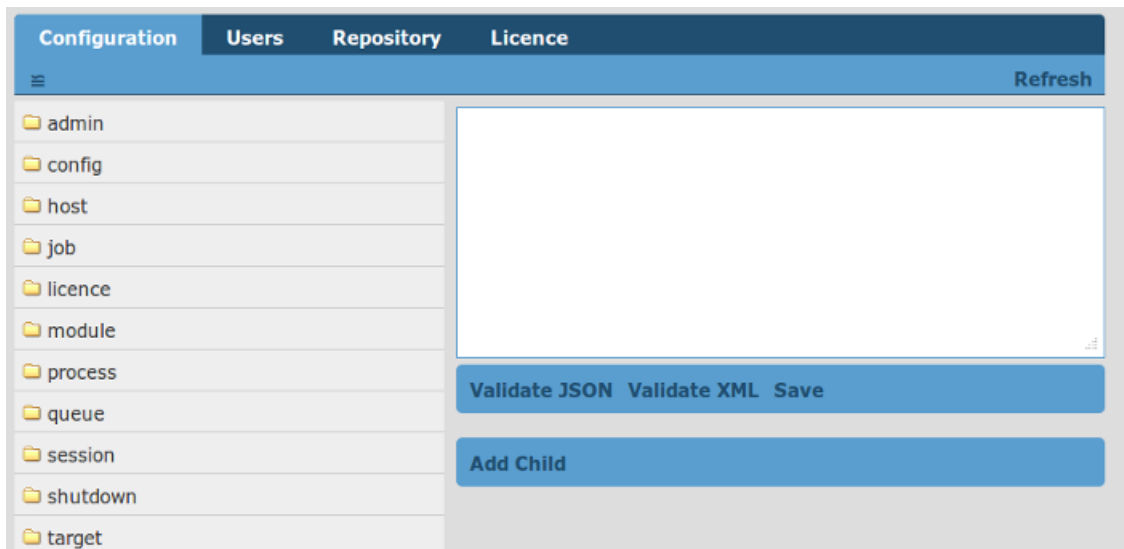 Configuration Users Repository Licence
Refresh
admin
config
host
job
licence
module
process
queue
session
shutdown
target
Validate JSON Validate XML Save
Add Child